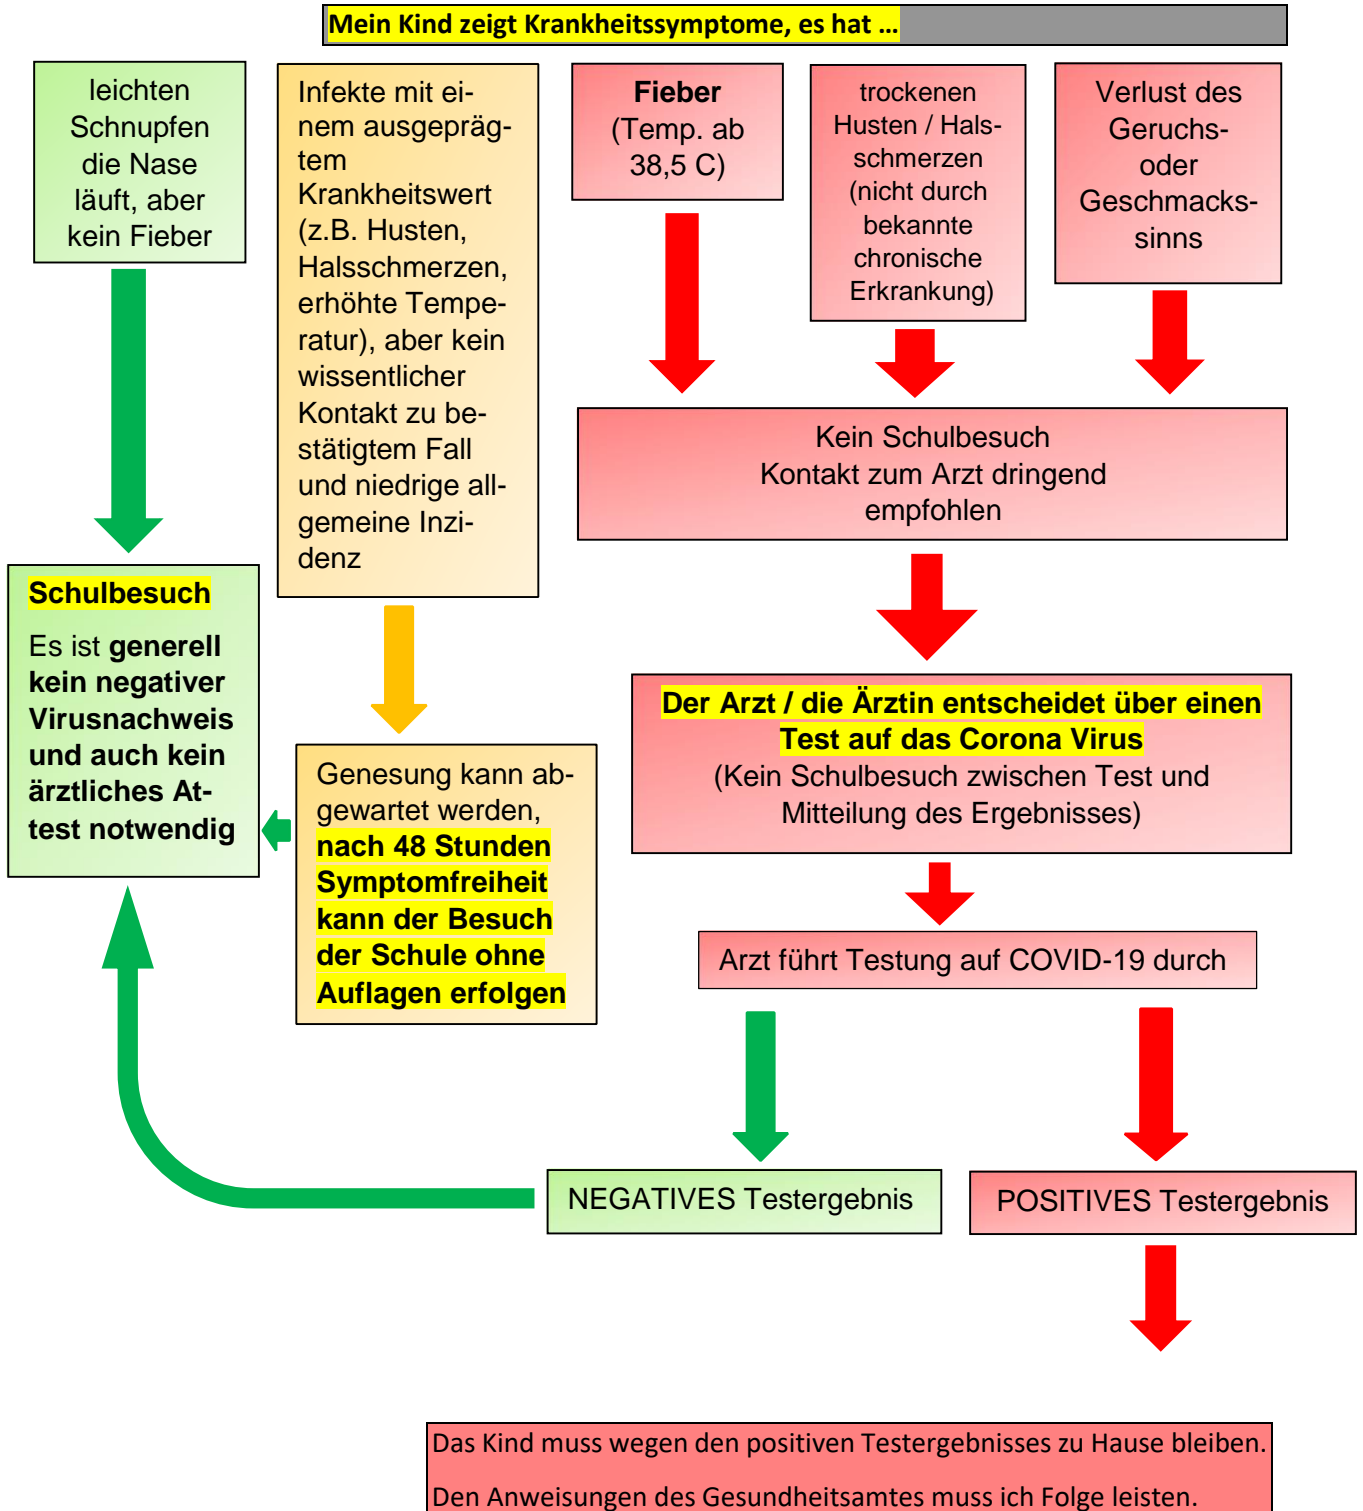 Mein Kind zeigt Krankheitssymptome, es hat ...
leichten
Schnupfen
die Nase
läuft, aber
kein Fieber
Infekte mit ei-
nem ausgepräg-
tem
Krankheitswert
(z.B. Husten,
Halsschmerzen,
erhöhte Tempe-
ratur), aber kein
wissentlicher
Kontakt zu be-
stätigtem Fall
und niedrige all-
gemeine Inzi-
denz
Fieber
(Temp. ab
38,5 C)
trockenen
Husten / Hals-
schmerzen
(nicht durch
bekannte
chronische
Erkrankung)
Verlust des
Geruchs-
oder
Geschmacks-
sinns
Kein Schulbesuch
Kontakt zum Arzt dringend
empfohlen
Schulbesuch
Es ist generell
kein negativer
Virusnachweis
und auch kein
ärztliches At-
test notwendig
Genesung kann ab-
gewartet werden,
nach 48 Stunden
Symptomfreiheit
kann der Besuch
der Schule ohne
Auflagen erfolgen
Der Arzt / die Ärztin entscheidet über einen
Test auf das Corona Virus
(Kein Schulbesuch zwischen Test und
Mitteilung des Ergebnisses)
Arzt führt Testung auf COVID-19 durch
NEGATIVES Testergebnis
POSITIVES Testergebnis
Das Kind muss wegen den positiven Testergebnisses zu Hause bleiben.
Den Anweisungen des Gesundheitsamtes muss ich Folge leisten.